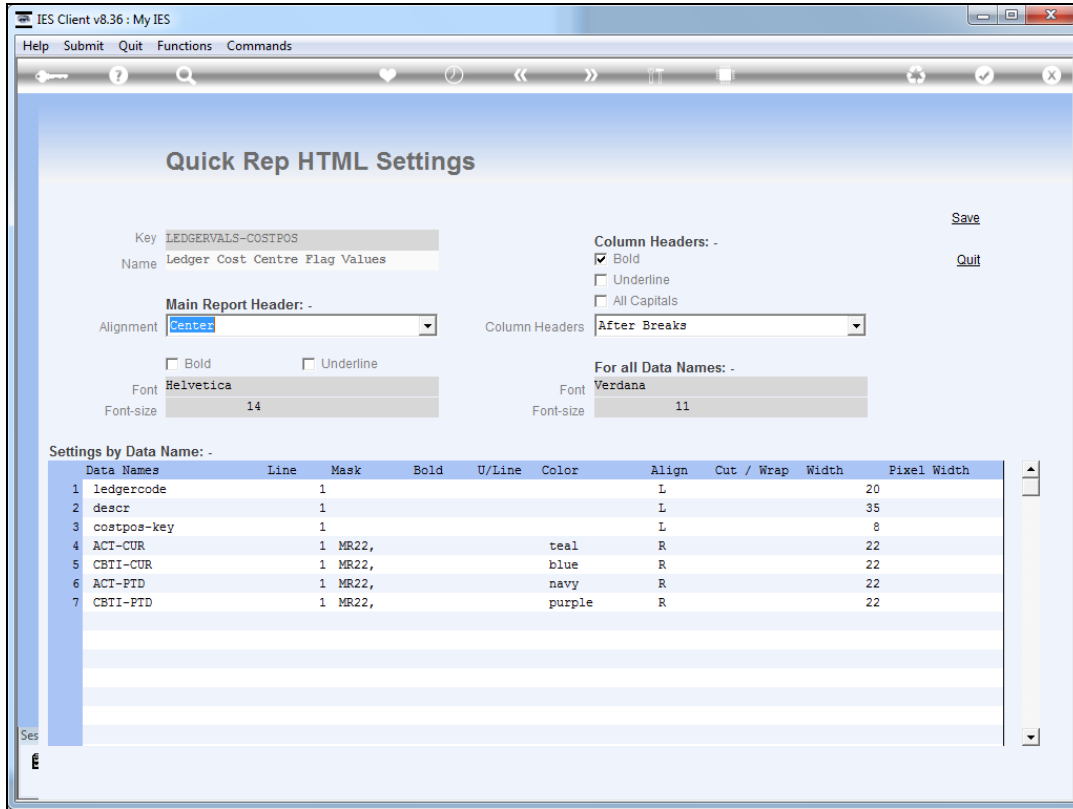 IES Client v8.36 : My IES
Help Submit Quit Functions Commands
Quick Rep HTML Settings
Save
Key LEDGERVALS-COSTPOS
Column Headers: -
Name Ledger Cost Centre Flag Values
Bold
Quit
Underline
Main Report Header: -
All Capitals
Alignment Center
Column Headers After Breaks
Bold Underline
For all Data Names: -
Font Helvetica
Font Verdana
Font-size 14
Font-size 11
Settings by Data Name: -
Data Names Line Mask Bold U/Line Color Align Cut / Wrap Width Pixel Width
1 ledgercode 1 L 20
2 descr 1 L 35
3 costpos-key 1 L 8
4 ACT-CUR 1 MR22, teal R 22
5 CBTI-CUR 1 MR22, blue R 22
6 ACT-PTD 1 MR22, navy R 22
7 CBTI-PTD 1 MR22, purple R 22
Ses